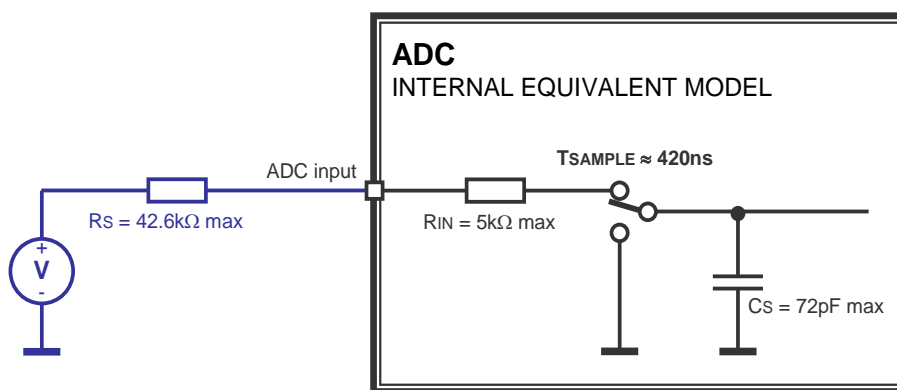 ADC
INTERNAL EQUIVALENT MODEL
TSAMPLE ≈ 420ns
ADC input
RS = 42.6kΩ max
RIN = 5kΩ max
+
V
-
CS = 72pF max